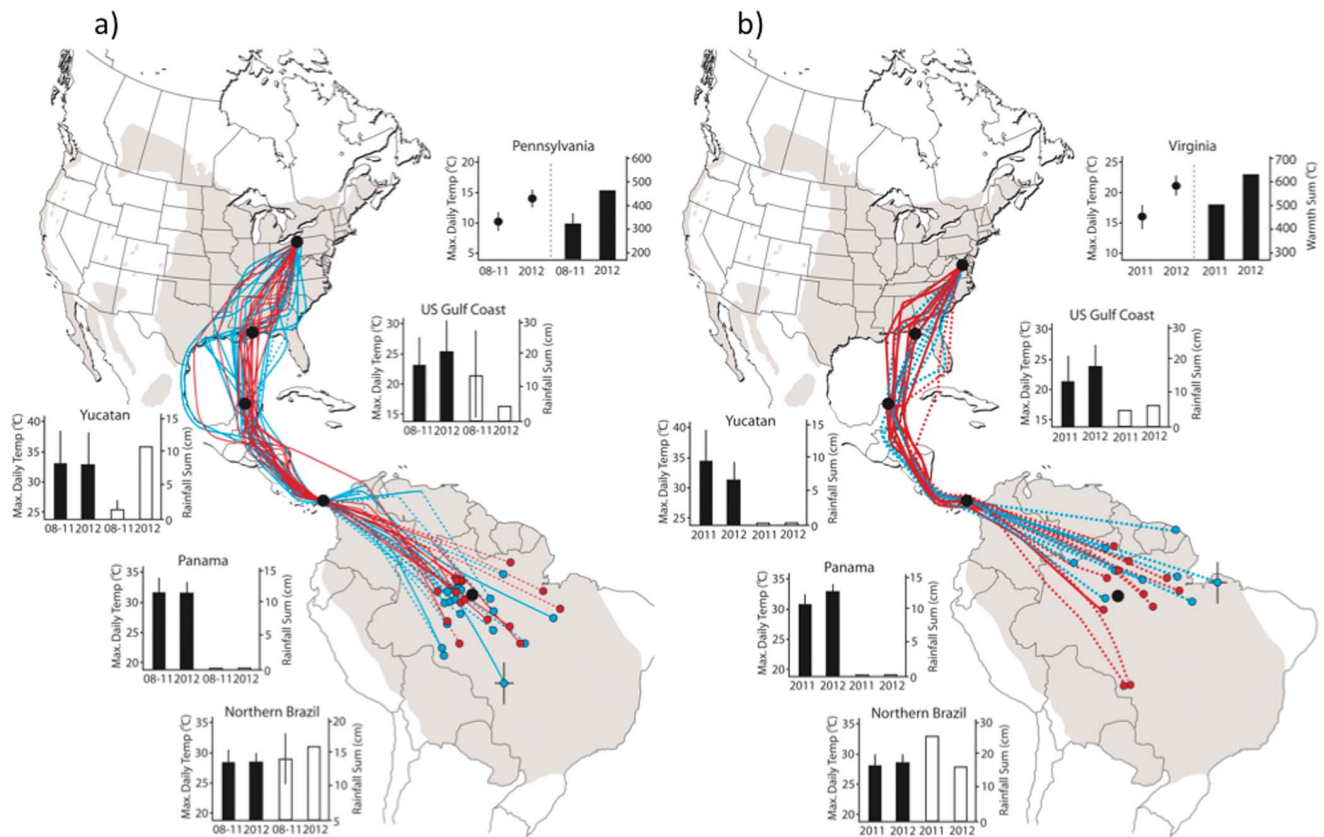 a)
Pennsylvania
Max. Daily Temp (°C)
20
15
10
5
600
500
400
300
200
08-11 2012 08-11 2012
US Gulf Coast
Max. Daily Temp (°C)
30
25
20
15
30
20
10
0
Rainfall Sum (cm)
08-11 2012 08-11 2012
Yucatan
Max. Daily Temp (°C)
40
35
30
25
15
10
5
0
Rainfall Sum (cm)
08-11 2012 08-11 2012
Panama
Max. Daily Temp (°C)
35
30
25
20
15
10
5
0
Rainfall Sum (cm)
08-11 2012 08-11 2012
Northern Brazil
Max. Daily Temp (°C)
35
30
25
20
20
15
10
5
Rainfall Sum (cm)
08-11 2012 08-11 2012
b)
Virginia
Max. Daily Temp (°C)
25
20
15
10
700
600
500
400
300
Warmth Sum (°C)
2011 2012 2011 2012
US Gulf Coast
Max. Daily Temp (°C)
30
25
20
15
30
20
10
0
Rainfall Sum (cm)
2011 2012 2011 2012
Yucatan
Max. Daily Temp (°C)
40
35
30
25
15
10
5
0
Rainfall Sum (cm)
2011 2012 2011 2012
Panama
Max. Daily Temp (°C)
35
30
25
20
15
10
5
0
Rainfall Sum (cm)
2011 2012 2011 2012
Northern Brazil
Max. Daily Temp (°C)
35
30
25
20
30
20
10
0
Rainfall Sum (cm)
2011 2012 2011 2012